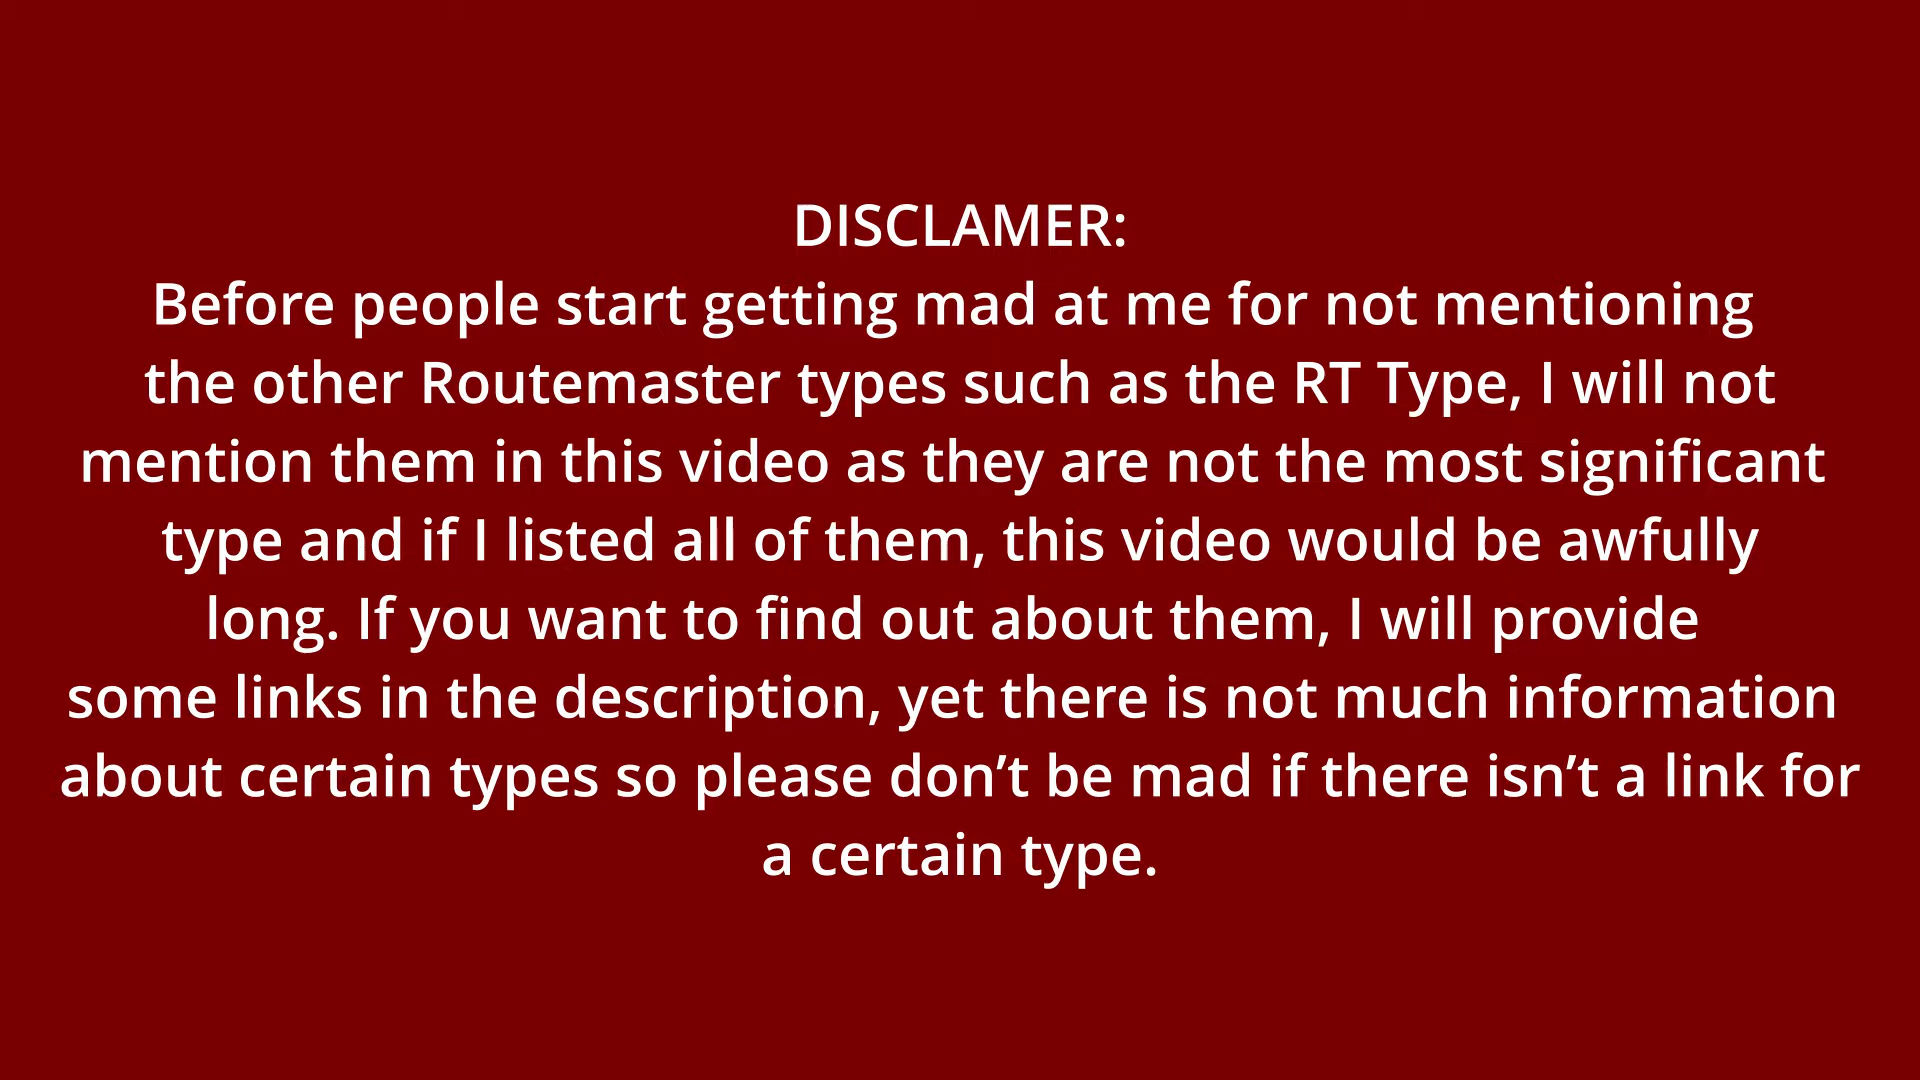 DISCLAMER:
Before people start getting mad at me for not mentioning
the other Routemaster types such as the RT Type, I will not
mention them in this video as they are not the most significant
type and if I listed all of them, this video would be awfully
long. If you want to find out about them, I will provide
some links in the description, yet there is not much information
about certain types so please don’t be mad if there isn’t a link for
a certain type.